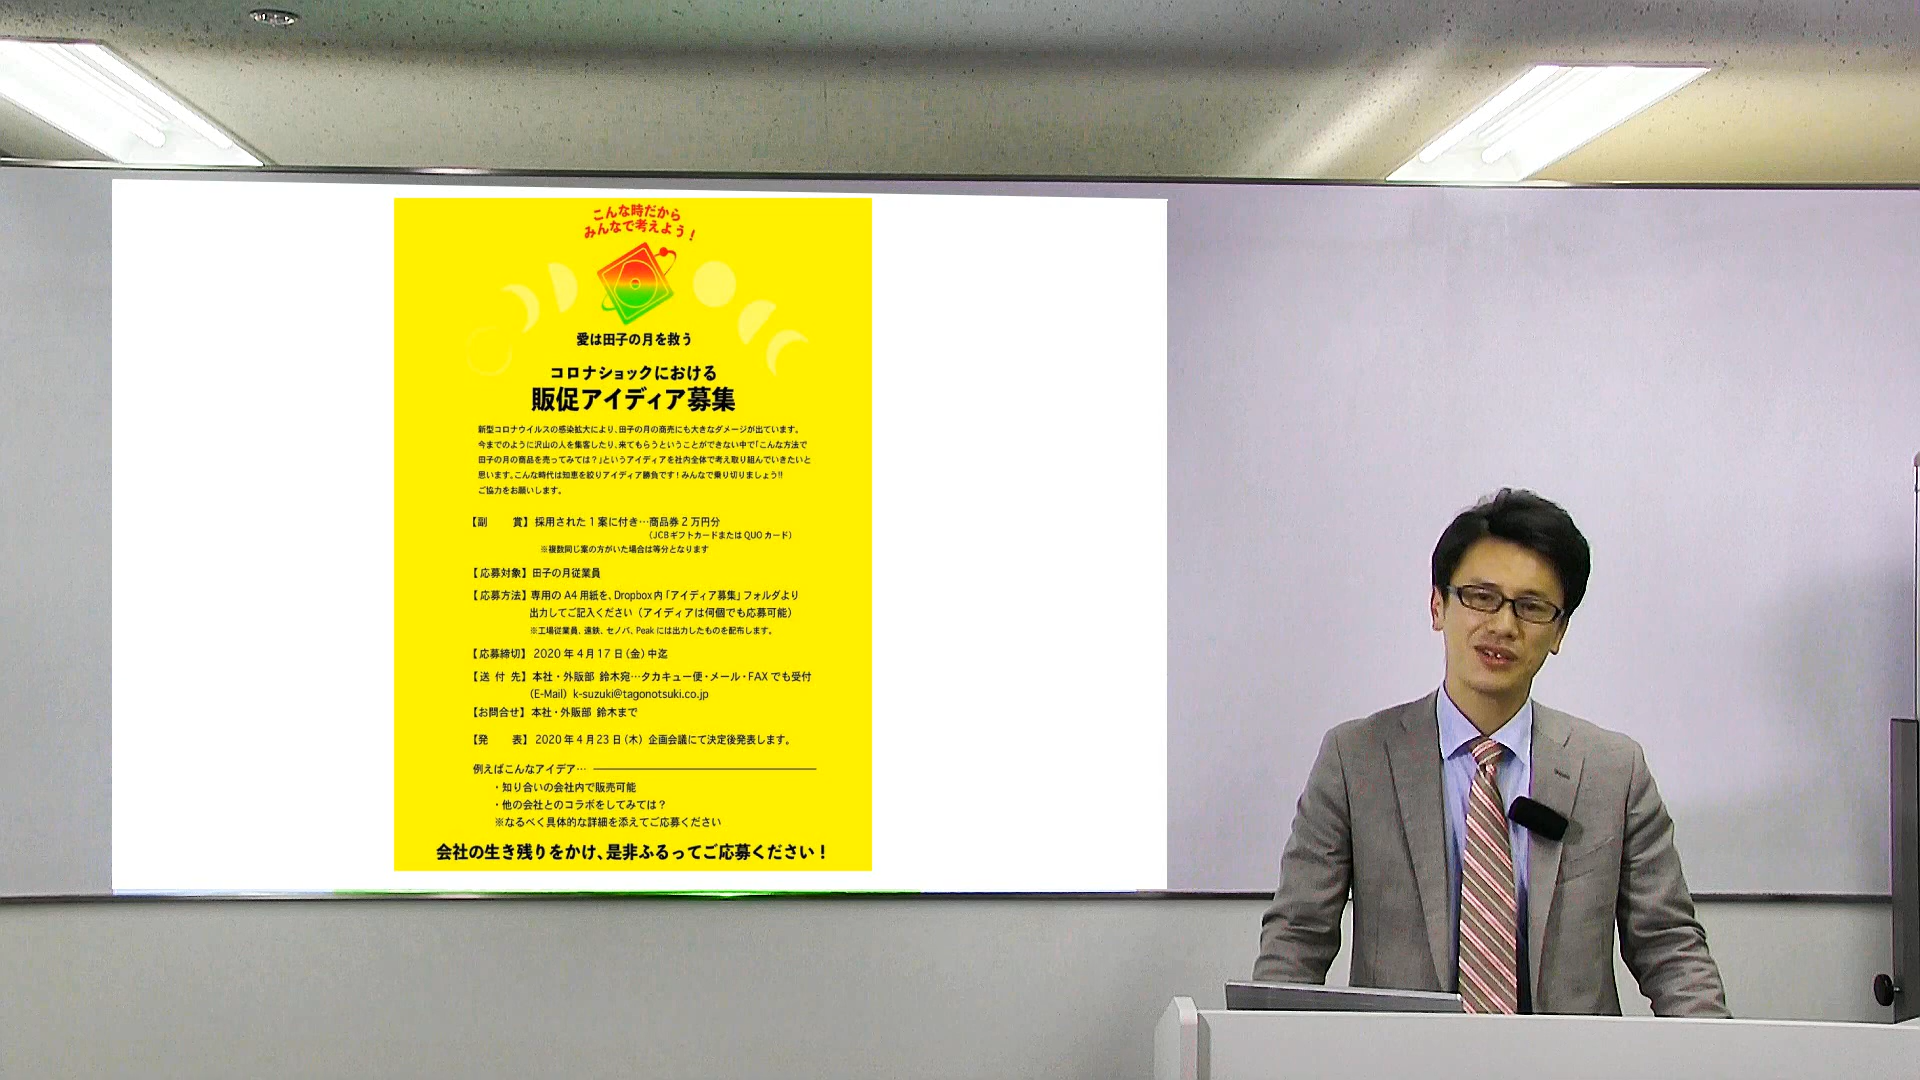 こんな時だから
みんなで考えよう！
愛は田子の月を救う
コロナショックにおける
販促アイディア募集
新型コロナウイルスの感染拡大により、田子の月の商売にも大きなダメージが出ています。
今までのように沢山の人を集客したり、来てもらうということができない中で「こんな方法で
田子の月の商品を売ってみては？」というアイディアを社内全体で考え取り組んでいきたいと
思います。こんな時代は知恵を絞りアイディア勝負です！みんなで乗り切りましょう!!
ご協力をお願いします。
【副　　賞】採用された１案に付き…商品券２万円分
（JCBギフトカードまたはQUOカード）
※複数同じ案の方がいた場合は等分となります
【応募対象】田子の月従業員
【応募方法】専用のA4用紙を、Dropbox内「アイディア募集」フォルダより
出力してご記入ください（アイディアは何個でも応募可能）
※工場従業員、遠鉄、セノバ、Peakには出力したものを配布します。
【応募締切】2020年4月17日（金）中迄
【送 付 先】本社・外販部 鈴木宛…タカキュー便・メール・FAXでも受付
（E-Mail）k-suzuki@tagonotsuki.co.jp
【お問合せ】本社・外販部 鈴木まで
【発　　表】2020年4月23日（木）企画会議にて決定後発表します。
例えばこんなアイデア…
・知り合いの会社内で販売可能
・他の会社とのコラボをしてみては？
※なるべく具体的な詳細を添えてご応募ください
会社の生き残りをかけ、是非ふるってご応募ください！